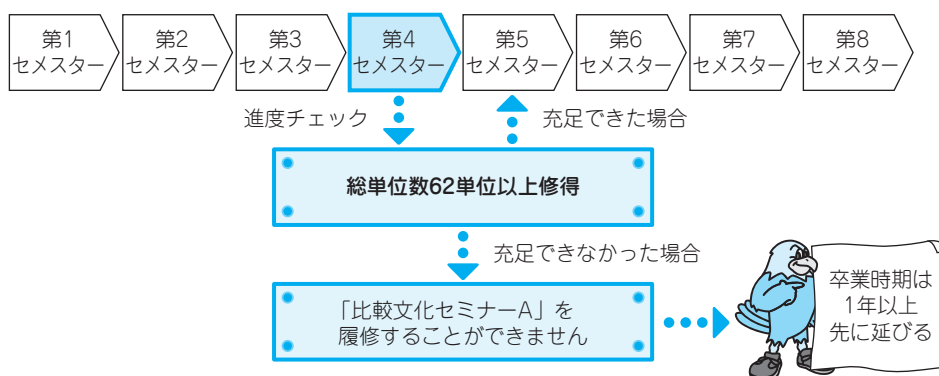 第1
セメスター
第2
セメスター
第3
セメスター
第4
セメスター
第5
セメスター
第6
セメスター
第7
セメスター
第8
セメスター
進度チェック
充足できた場合
総単位数62単位以上修得
充足できなかった場合
「比較文化セミナーA」を
履修することができません
卒業時期は
1年以上
先に延びる